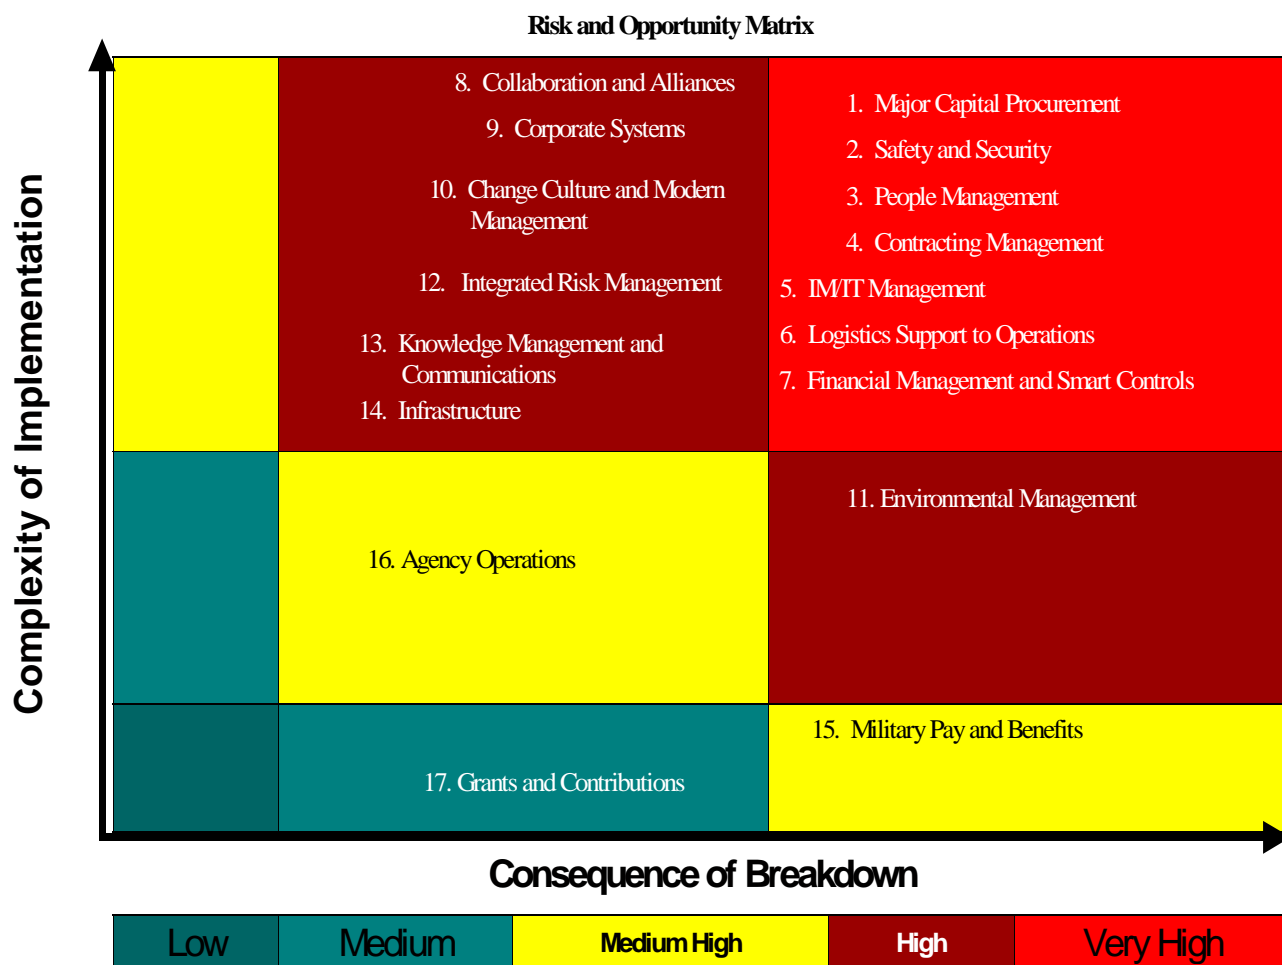 Risk and Opportunity Matrix
Complexity of Implementation
8. Collaboration and Alliances
9. Corporate Systems
10. Change Culture and Modern
Management
12. Integrated Risk Management
13. Knowledge Management and
Communications
14. Infrastructure
1. Major Capital Procurement
2. Safety and Security
3. People Management
4. Contracting Management
5. IM/IT Management
6. Logistics Support to Operations
7. Financial Management and Smart Controls
16. Agency Operations
11. Environmental Management
17. Grants and Contributions
15. Military Pay and Benefits
Consequence of Breakdown
Low
Medium
Medium High
High
Very High